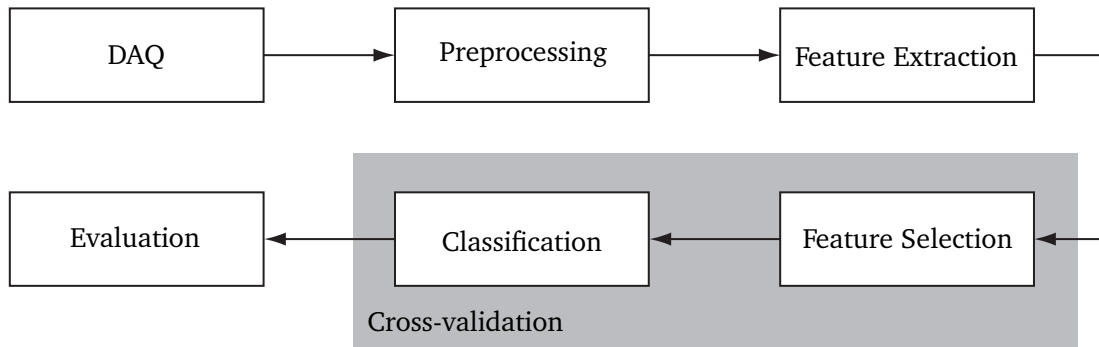 DAQ
Preprocessing
Feature Extraction
Evaluation
Classification
Feature Selection
Cross-validation